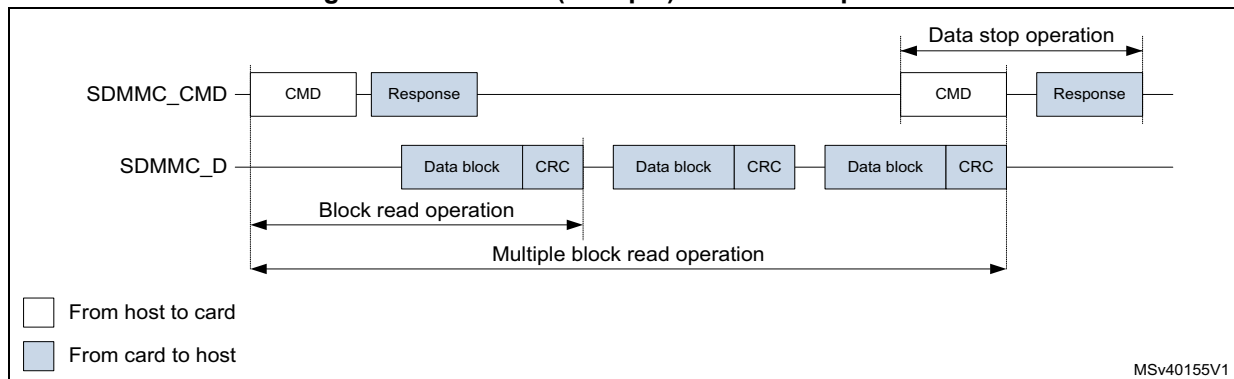 Data stop operation
SDMMC_CMD CMD Response CMD Response
SDMMC_D Data block CRC Data block CRC Data block CRC
Block read operation
Multiple block read operation
From host to card
From card to host
MSv40155V1